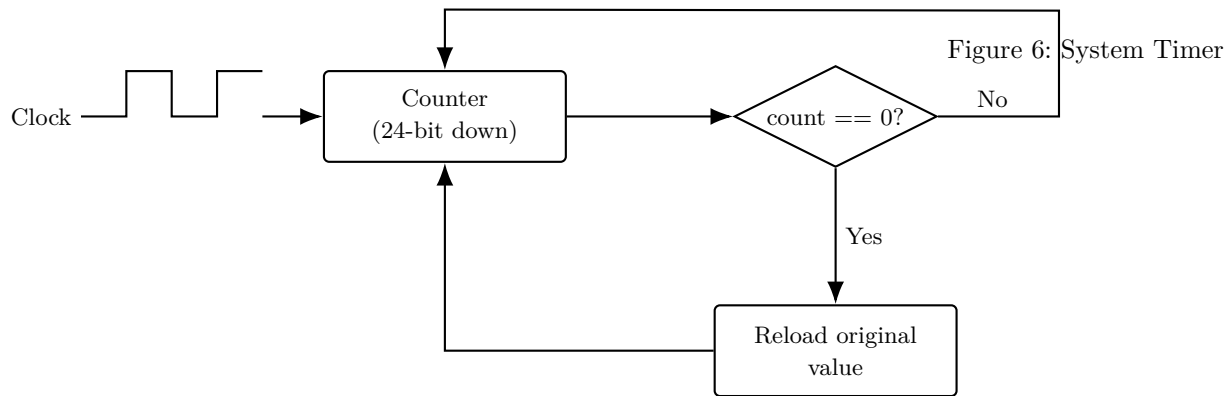 Figure 6: System Timer
Clock
Counter
(24-bit down)
count == 0?
No
Yes
Reload original
value